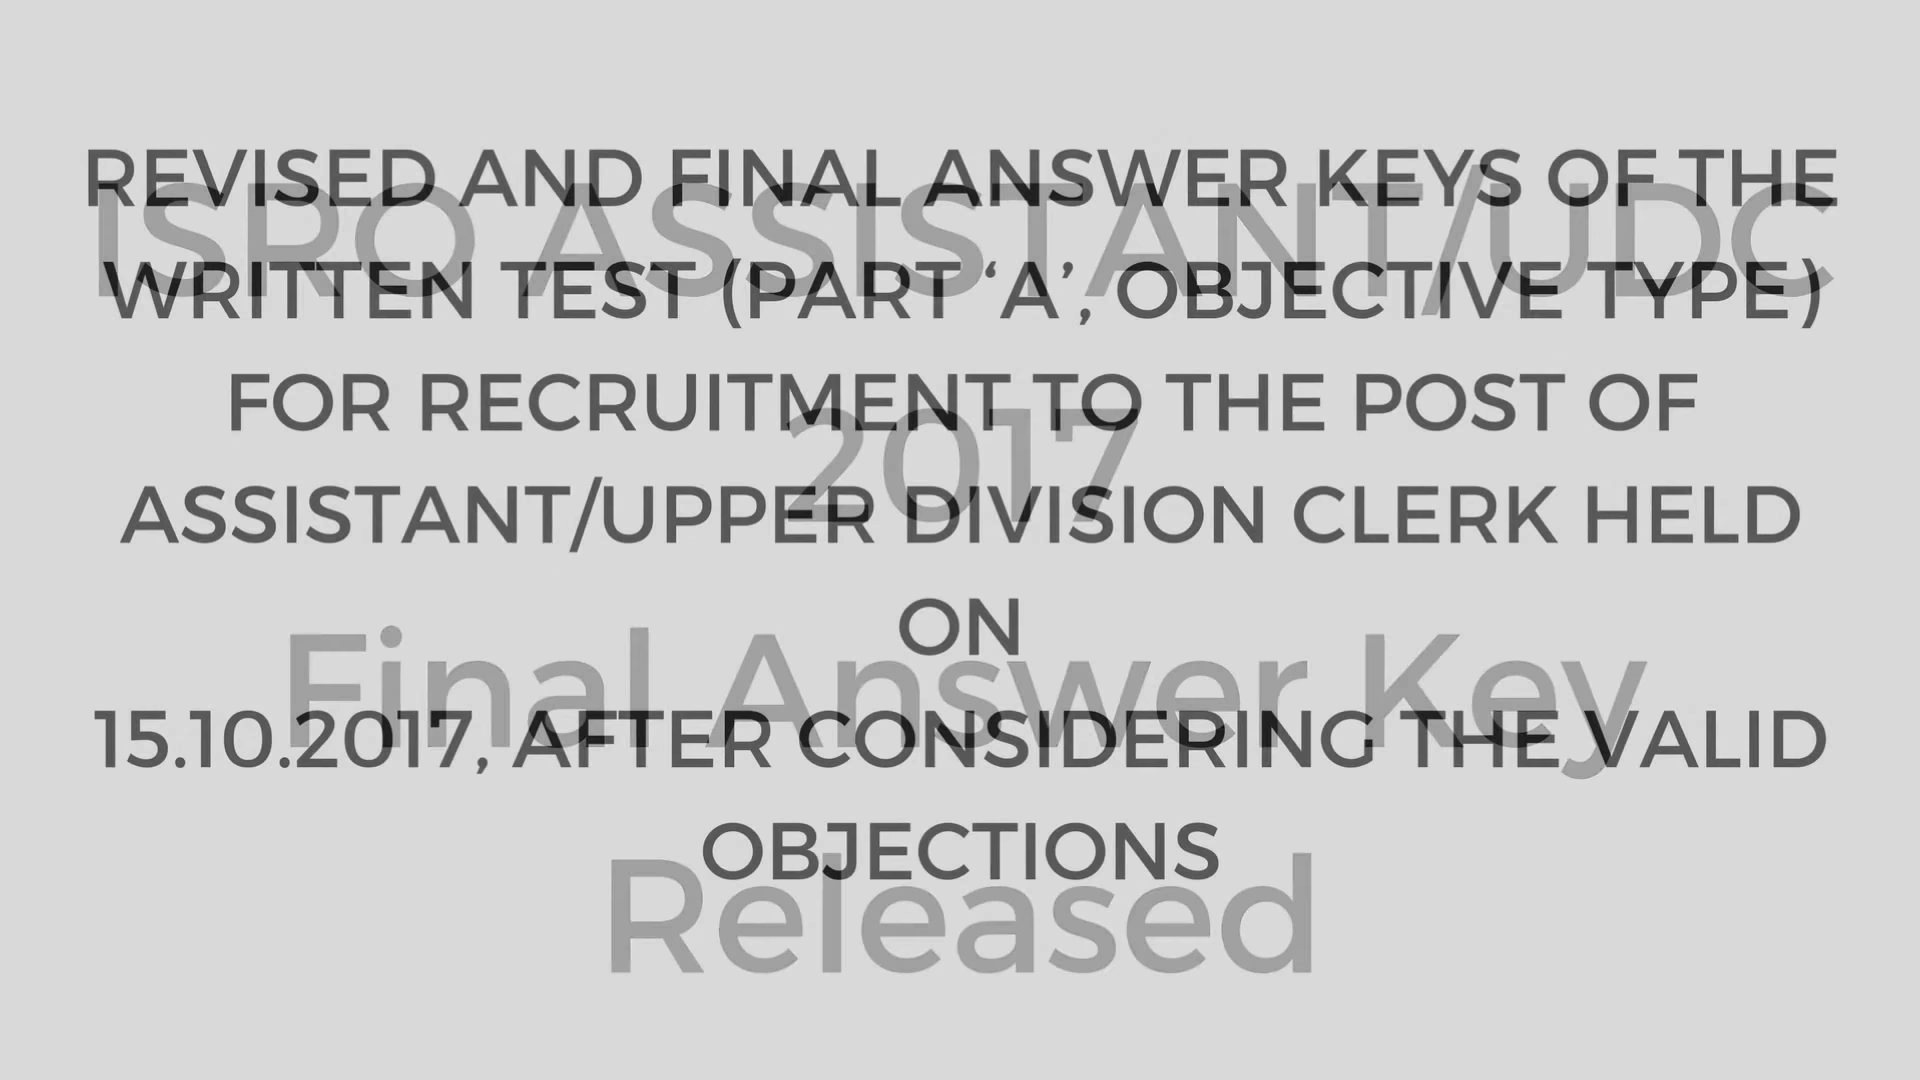 REVISED AND FINAL ANSWER KEYS OF THE
WRITTEN TEST (PART ‘A’, OBJECTIVE TYPE)
FOR RECRUITMENT TO THE POST OF
ASSISTANT/UPPER DIVISION CLERK HELD
ON
15.10.2017, AFTER CONSIDERING THE VALID
OBJECTIONS
ISRO ASSISTANT/UDC
2017
Final Answer Key
Released